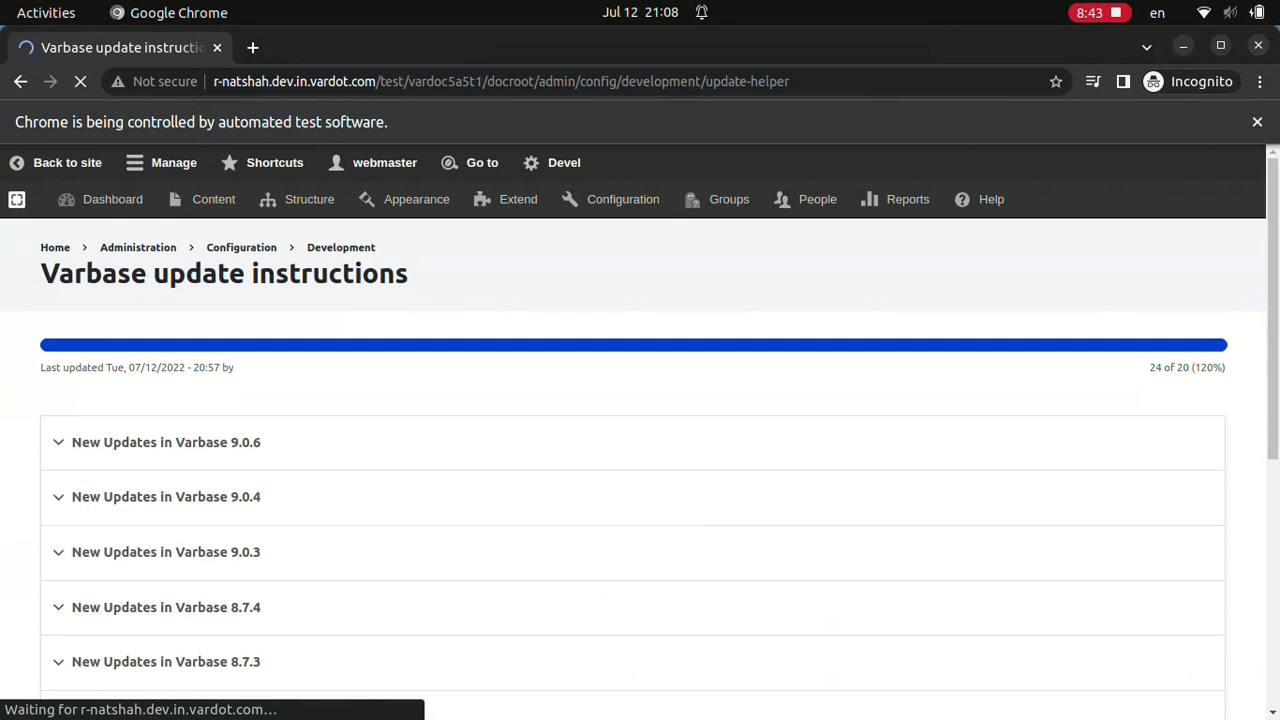 Activities Google Chrome Jul 12 21:08 8:43 en
Varbase update instructic
Not secure r-natshah.dev.in.vardot.com/test/vardoc5a5t1/docroot/admin/config/development/update-helper Incognito
Chrome is being controlled by automated test software.
Back to site Manage Shortcuts webmaster Go to Devel
Dashboard Content Structure Appearance Extend Configuration Groups People Reports Help
Home > Administration > Configuration > Development
Varbase update instructions
Last updated Tue, 07/12/2022 - 20:57 by 24 of 20 (120%)
New Updates in Varbase 9.0.6
New Updates in Varbase 9.0.4
New Updates in Varbase 9.0.3
New Updates in Varbase 8.7.4
New Updates in Varbase 8.7.3
Waiting for r-natshah.dev.in.vardot.com...